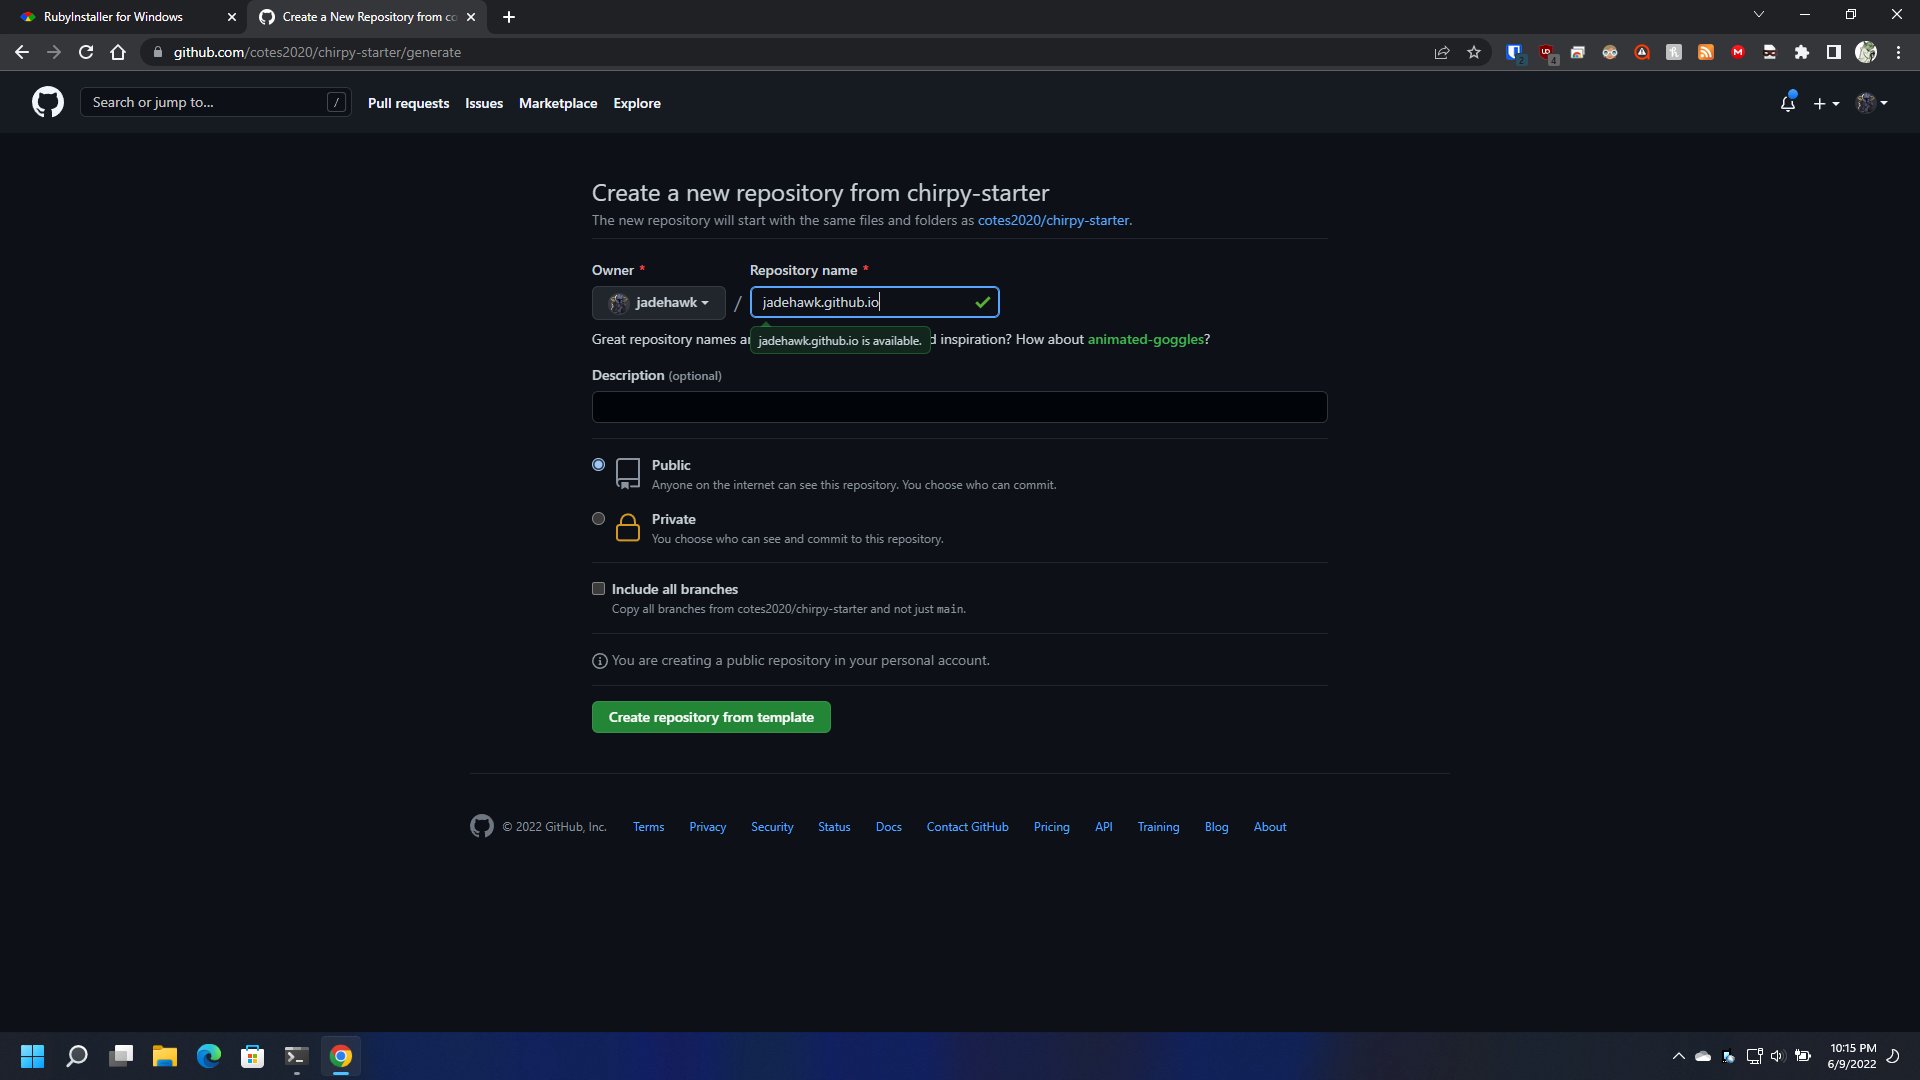 RubyInstaller for Windows
Create a New Repository from co
github.com/cotes2020/chirpy-starter/generate
2
4
Search or jump to...
/
Pull requests
Issues
Marketplace
Explore
Create a new repository from chirpy-starter
The new repository will start with the same files and folders as cotes2020/chirpy-starter.
Owner *
Repository name *
jadehawk
/
jadehawk.github.io
Great repository names a
jadehawk.github.io is available.
d inspiration? How about animated-goggles?
Description (optional)
Public
Anyone on the internet can see this repository. You choose who can commit.
Private
You choose who can see and commit to this repository.
Include all branches
Copy all branches from cotes2020/chirpy-starter and not just main.
You are creating a public repository in your personal account.
Create repository from template
© 2022 GitHub, Inc.
Terms
Privacy
Security
Status
Docs
Contact GitHub
Pricing
API
Training
Blog
About
10:15 PM
6/9/2022